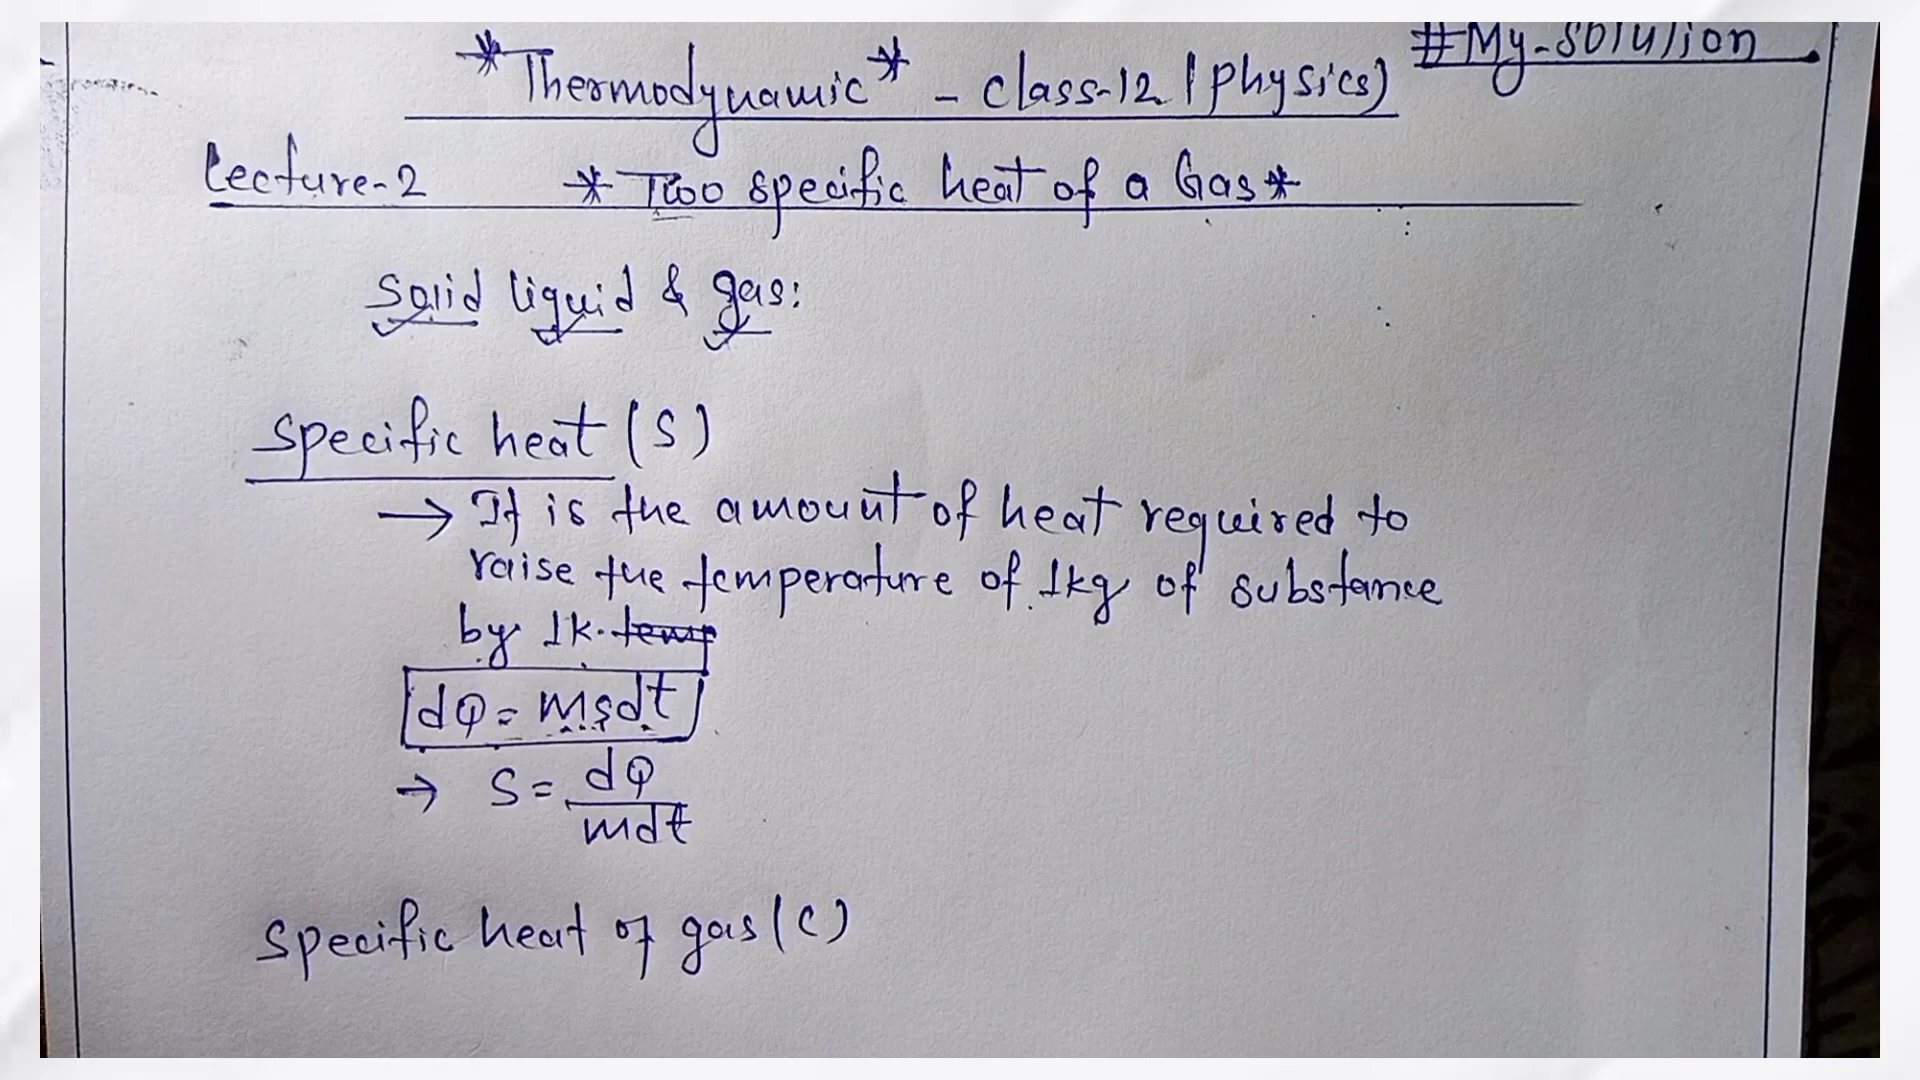 #My-Solution
*Thermodynamic* - class-12 (physics)
Lecture-2 * Two specific heat of a Gas *
Solid liquid & gas:
Specific heat (S)
→ It is the amount of heat required to
raise the temperature of 1kg of substance
by 1k. temp
dQ = msdt
→ S = dQ
mdt
Specific heat of gas (C)